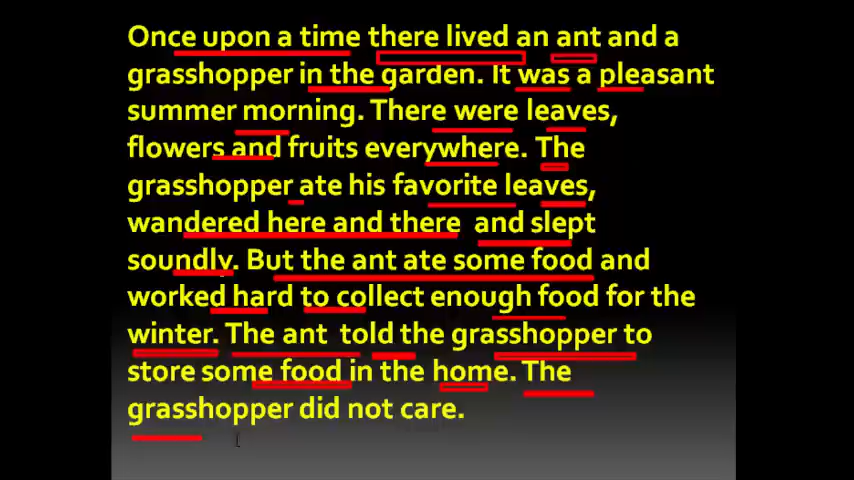 Once upon a time there lived an ant and a
grasshopper in the garden. It was a pleasant
summer morning. There were leaves,
flowers and fruits everywhere. The
grasshopper ate his favorite leaves,
wandered here and there and slept
soundly. But the ant ate some food and
worked hard to collect enough food for the
winter. The ant told the grasshopper to
store some food in the home. The
grasshopper did not care.